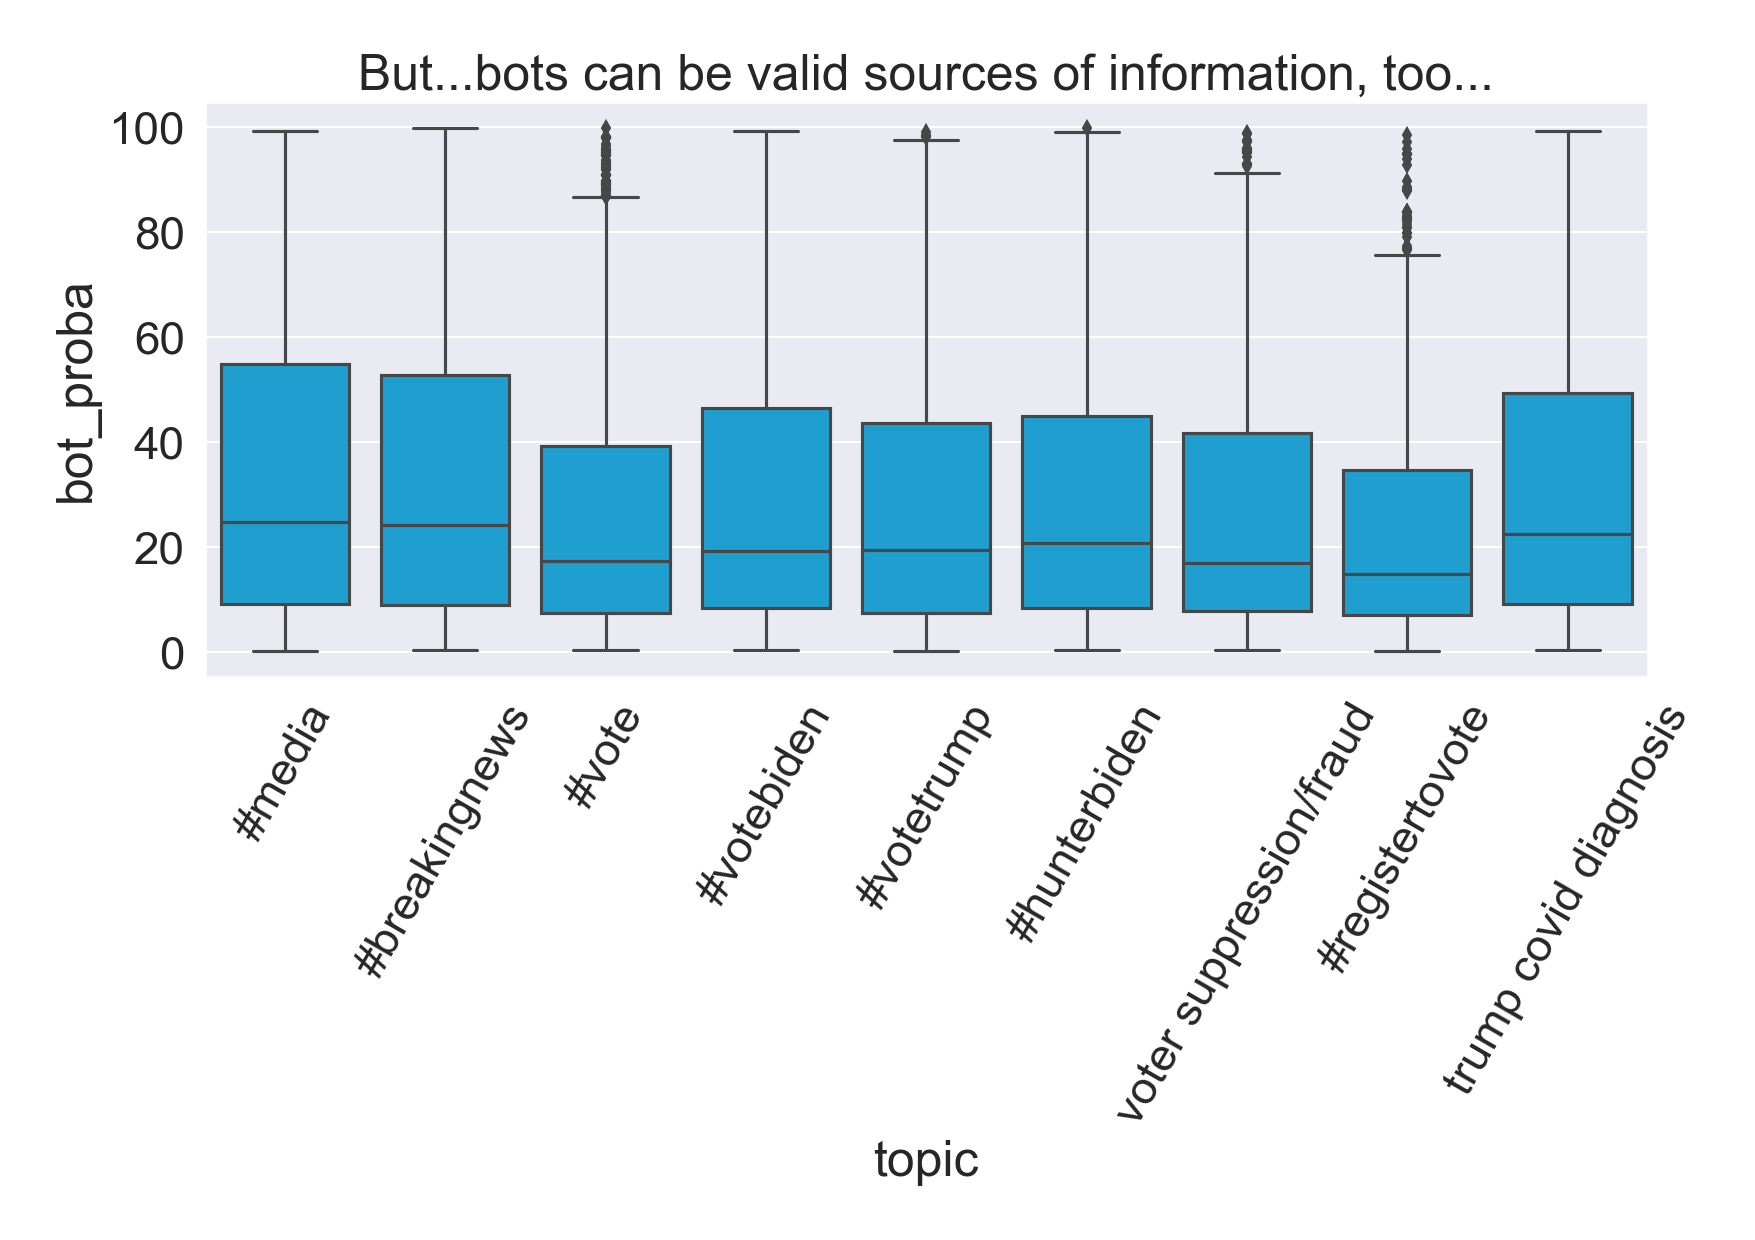 But...bots can be valid sources of information, too...
100
80
60
40
20
0
bot_proba
#media
#breakingnews
#vote
#votebiden
#votetrump
#hunterbiden
voter suppression/fraud
#registertovote
trump covid diagnosis
topic